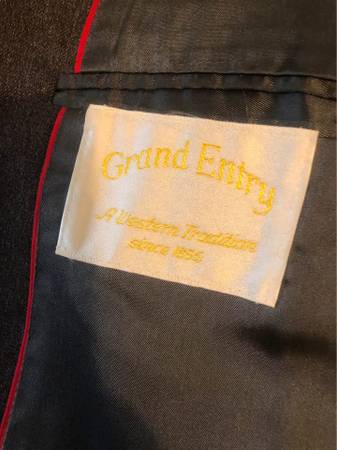 Grand Entry
A Western Tradition
since 1856